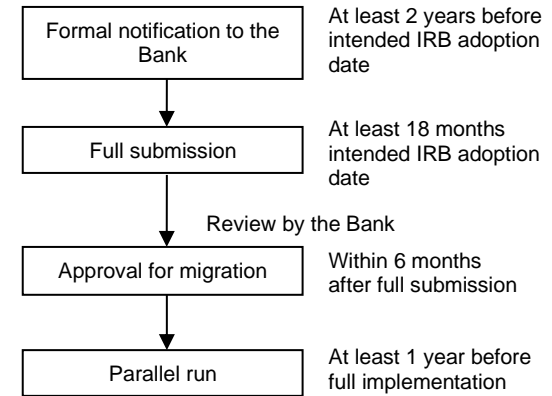 Formal notification to the
Bank
At least 2 years before
intended IRB adoption
date
Full submission
At least 18 months
intended IRB adoption
date
Review by the Bank
Approval for migration
Within 6 months
after full submission
Parallel run
At least 1 year before
full implementation